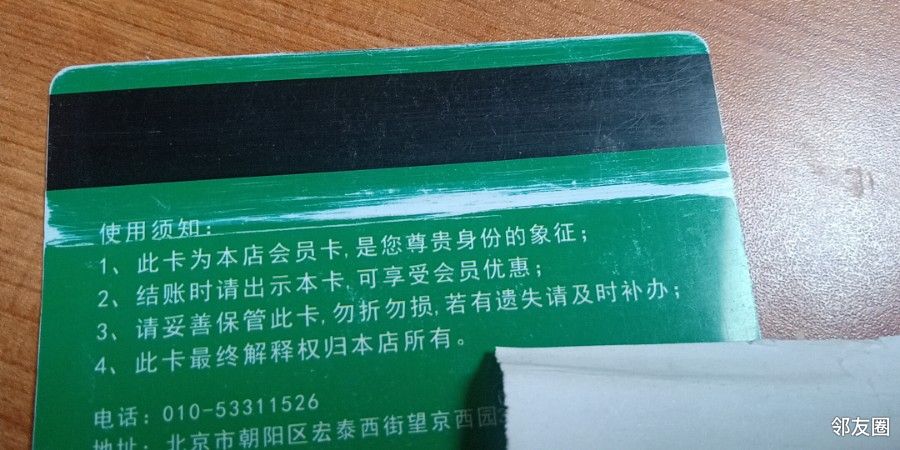 使用须知：
1、此卡为本店会员卡,是您尊贵身份的象征；
2、结账时请出示本卡,可享受会员优惠；
3、请妥善保管此卡,勿折勿损,若有遗失请及时补办；
4、此卡最终解释权归本店所有。
电话：010-53311526
地址：北京市朝阳区宏泰西街望京西园
邻友圈